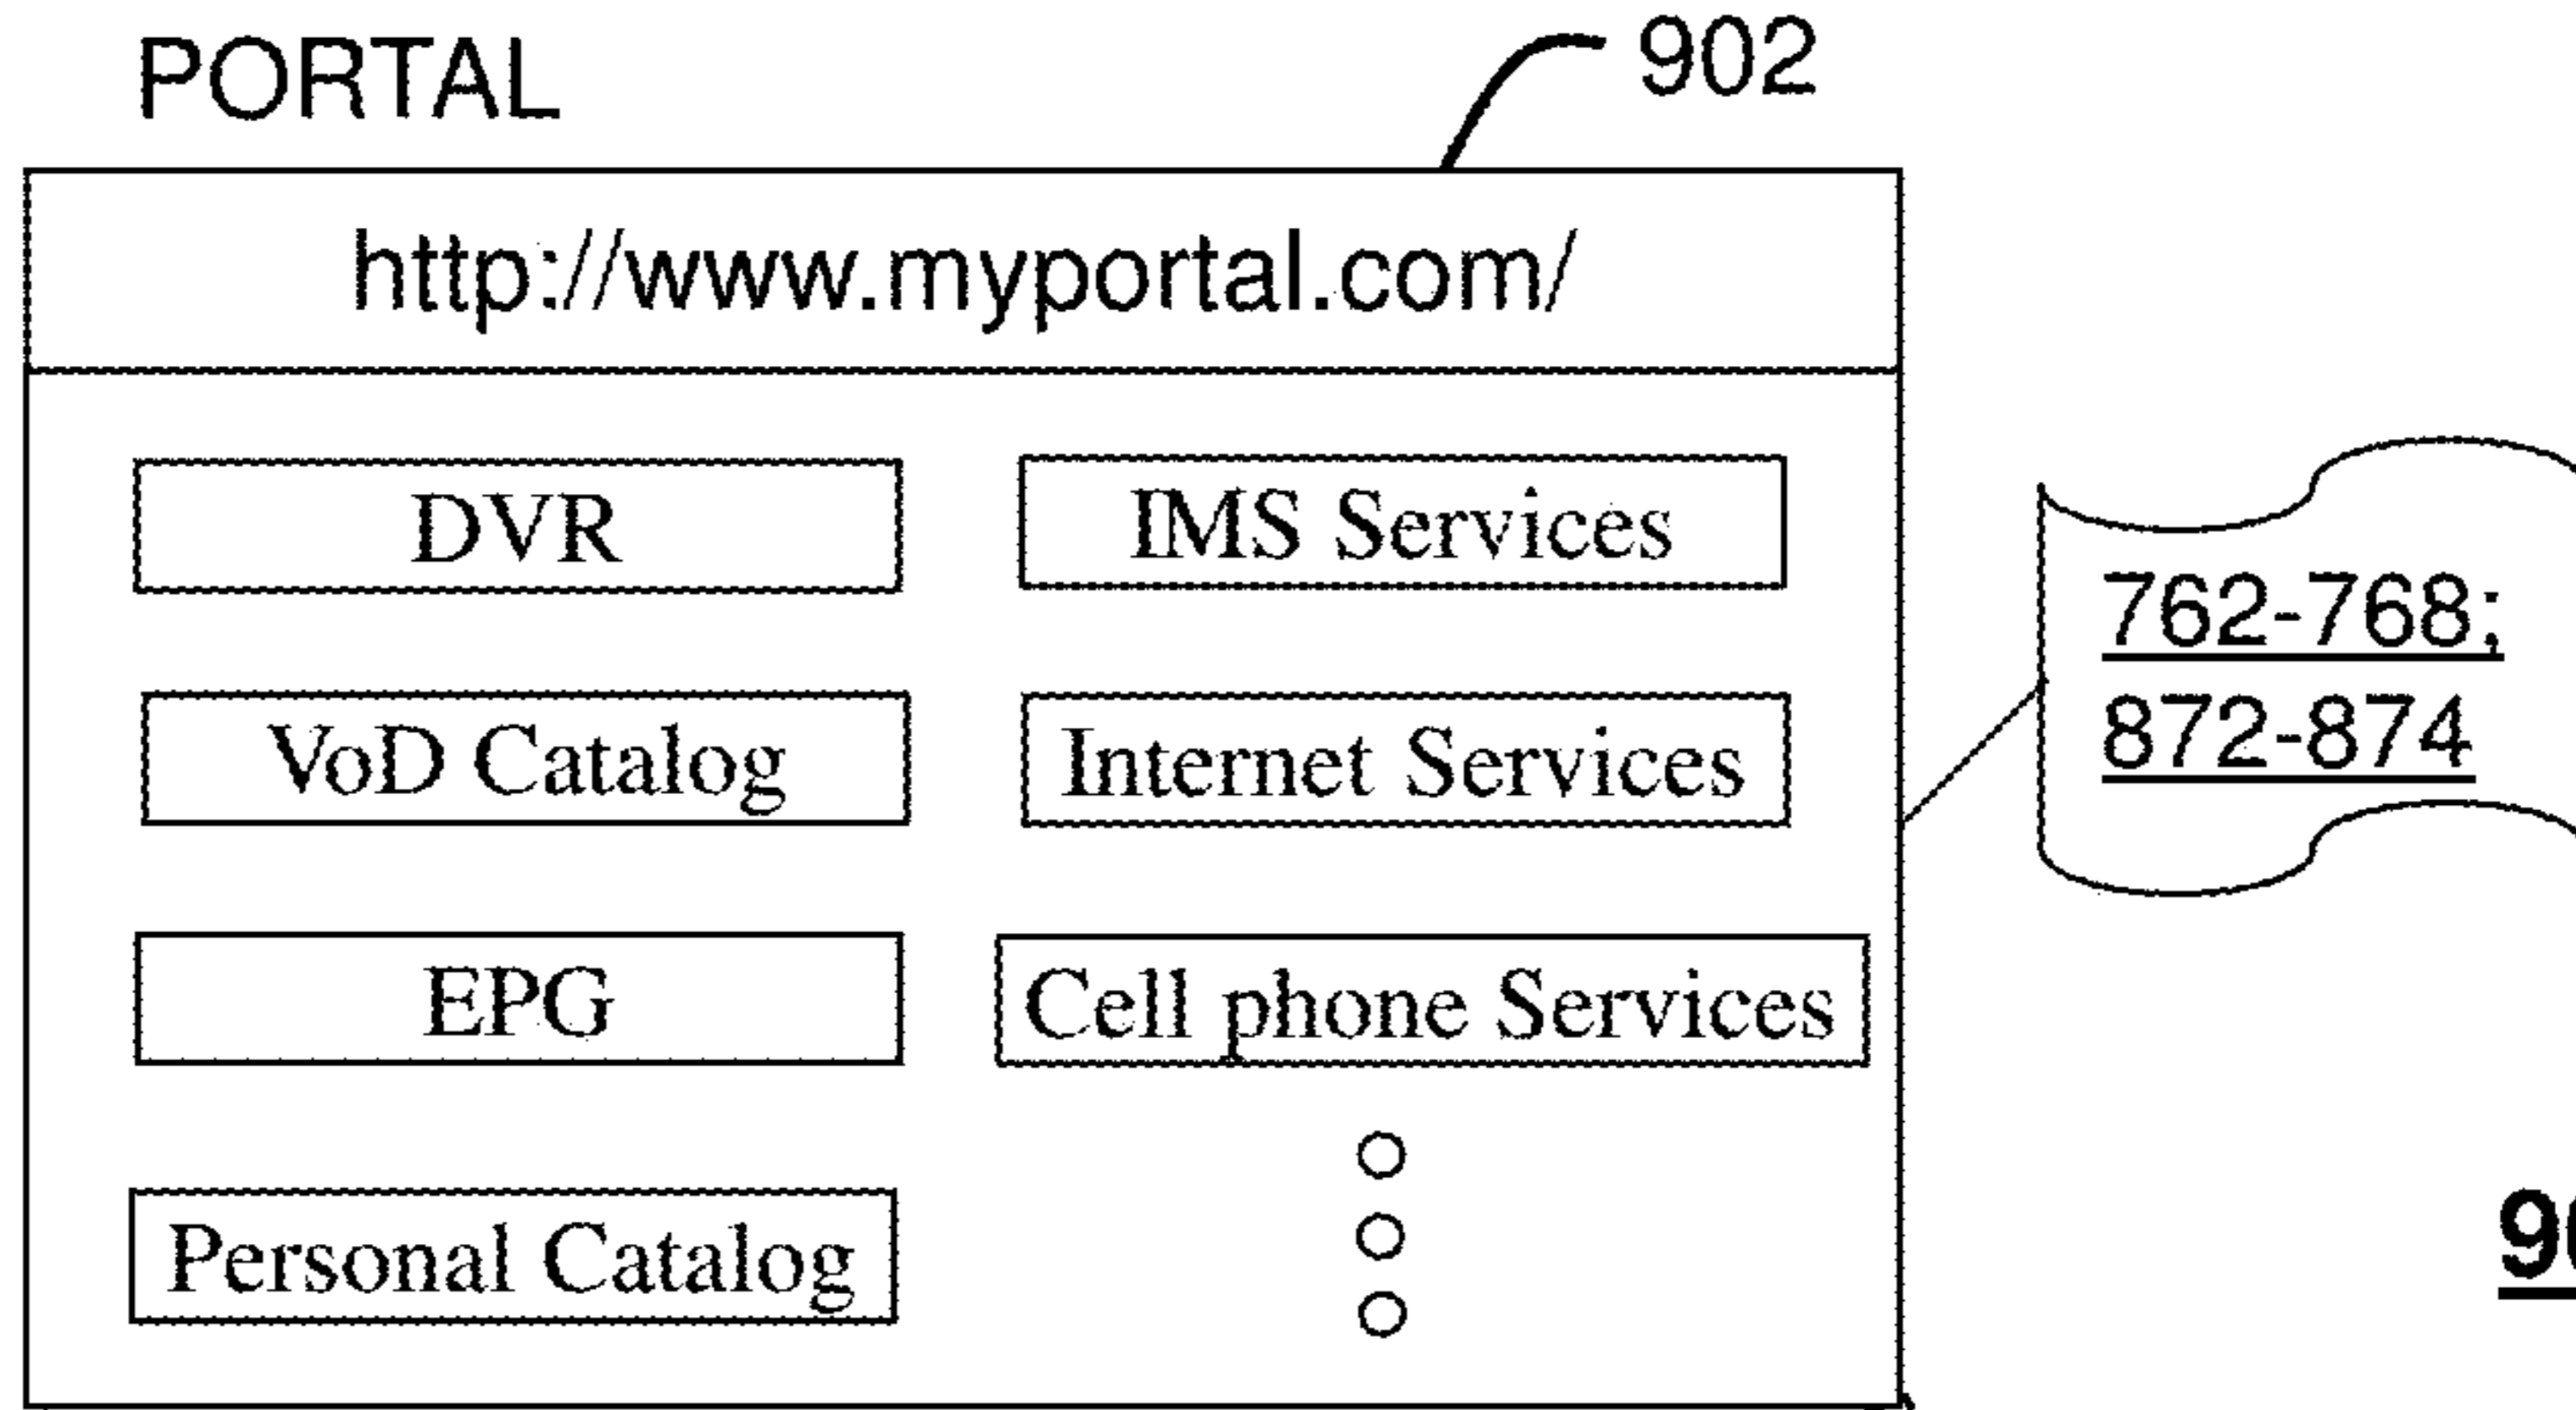 PORTAL
902
http://www.myportal.com/
DVR
IMS Services
VoD Catalog
Internet Services
EPG
Cell phone Services
Personal Catalog
762-768;
872-874